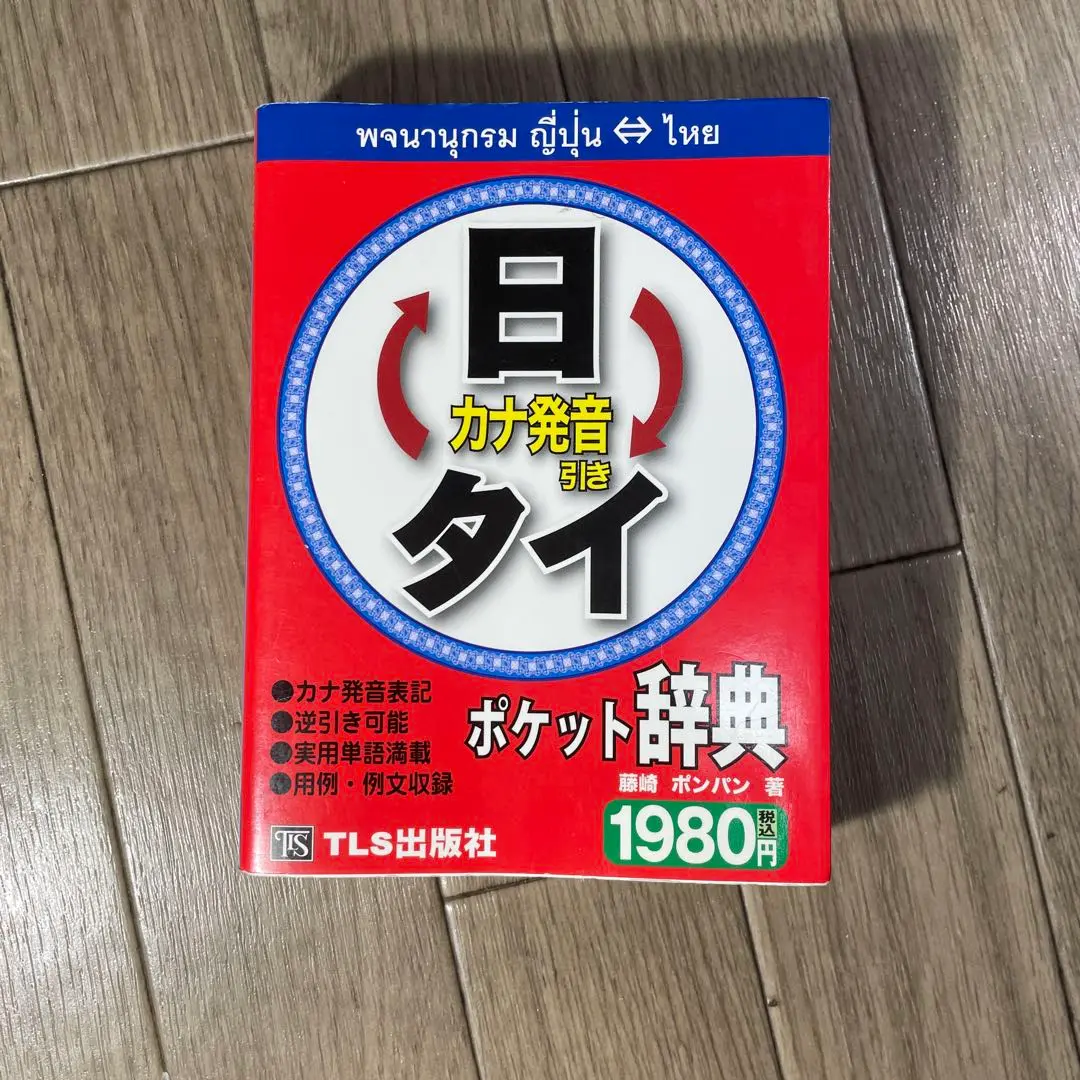 พจนานุกรม ญี่ปุ่น ⇔ ไหย
日
カナ発音
引き
タイ
●カナ発音表記
●逆引き可能
●実用単語満載
●用例・例文収録
ポケット辞典
藤崎 ポンパン 著
TLS TLS出版社
1980円税込